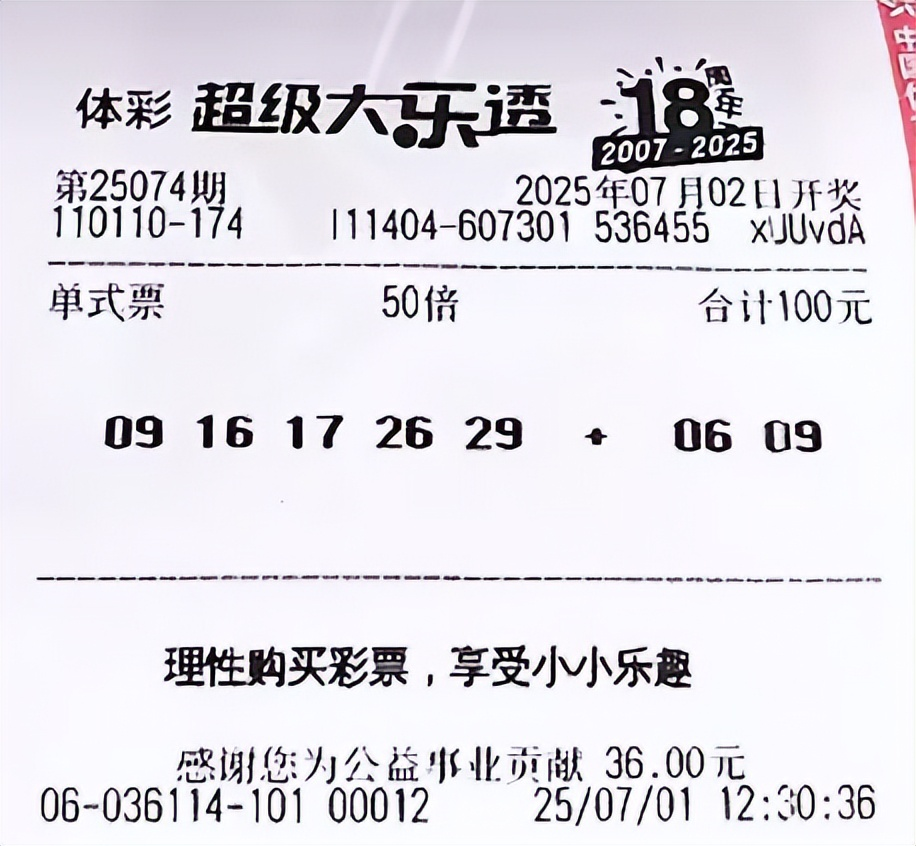 体彩 超级大乐透 18周年
2007-2025
第25074期 2025年07月02日开奖
110110-174 111404-607301 536455 xUUvdA
单式票 50倍 合计100元
09 16 17 26 29 + 06 09
理性购买彩票，享受小小乐趣
感谢您为公益事业贡献 36.00元
06-036114-101 00012 25/07/01 12:30:36
中国体